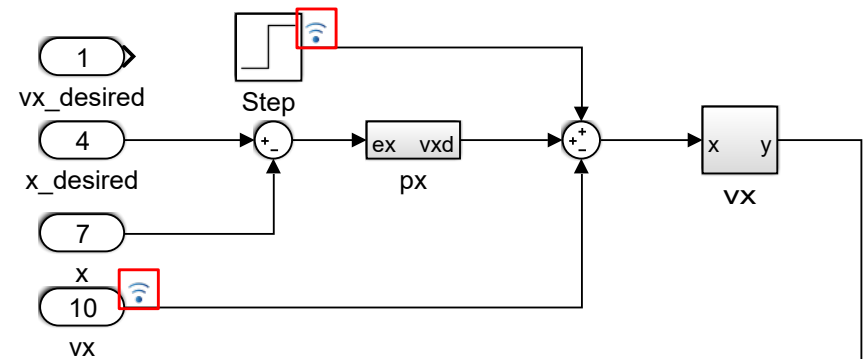 1
vx_desired
Step
4
x_desired
+
−
ex vxd
px
+
+
−
x y
vx
7
x
10
vx